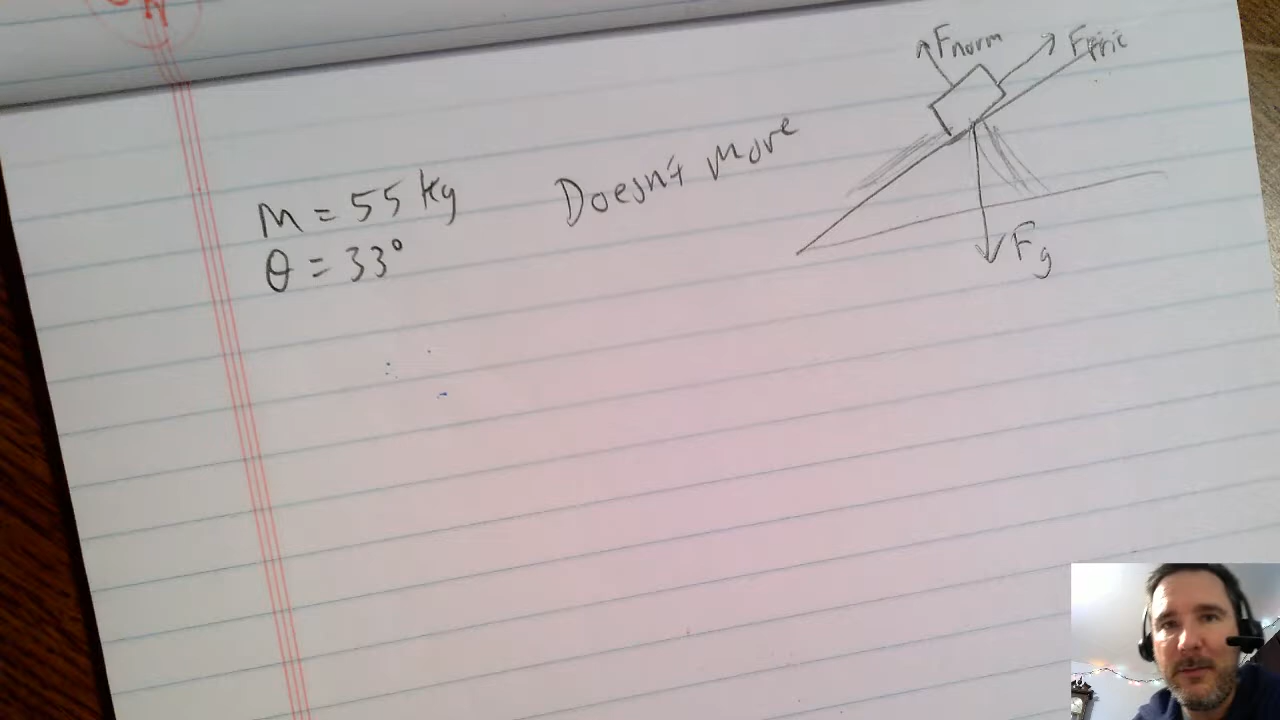 M = 55 kg
θ = 33°
Doesn't move
Fnorm
Ffric
Fg